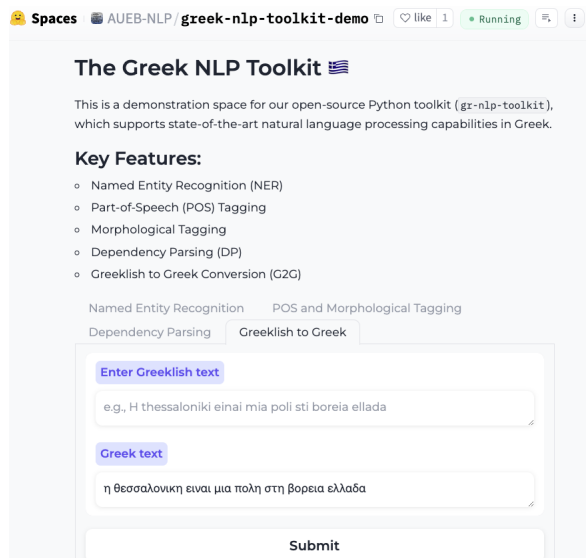 Spaces AUEB-NLP/greek-nlp-toolkit-demo like 1 Running
The Greek NLP Toolkit 🇬🇷
This is a demonstration space for our open-source Python toolkit (gr-nlp-toolkit),
which supports state-of-the-art natural language processing capabilities in Greek.
Key Features:
Named Entity Recognition (NER)
Part-of-Speech (POS) Tagging
Morphological Tagging
Dependency Parsing (DP)
Greeklish to Greek Conversion (G2G)
Named Entity Recognition POS and Morphological Tagging
Dependency Parsing Greeklish to Greek
Enter Greeklish text
e.g., H thessaloniki einai mia poli sti boreia ellada
Greek text
η θεσσαλονικη ειναι μια πολη στη βορεια ελλαδα
Submit